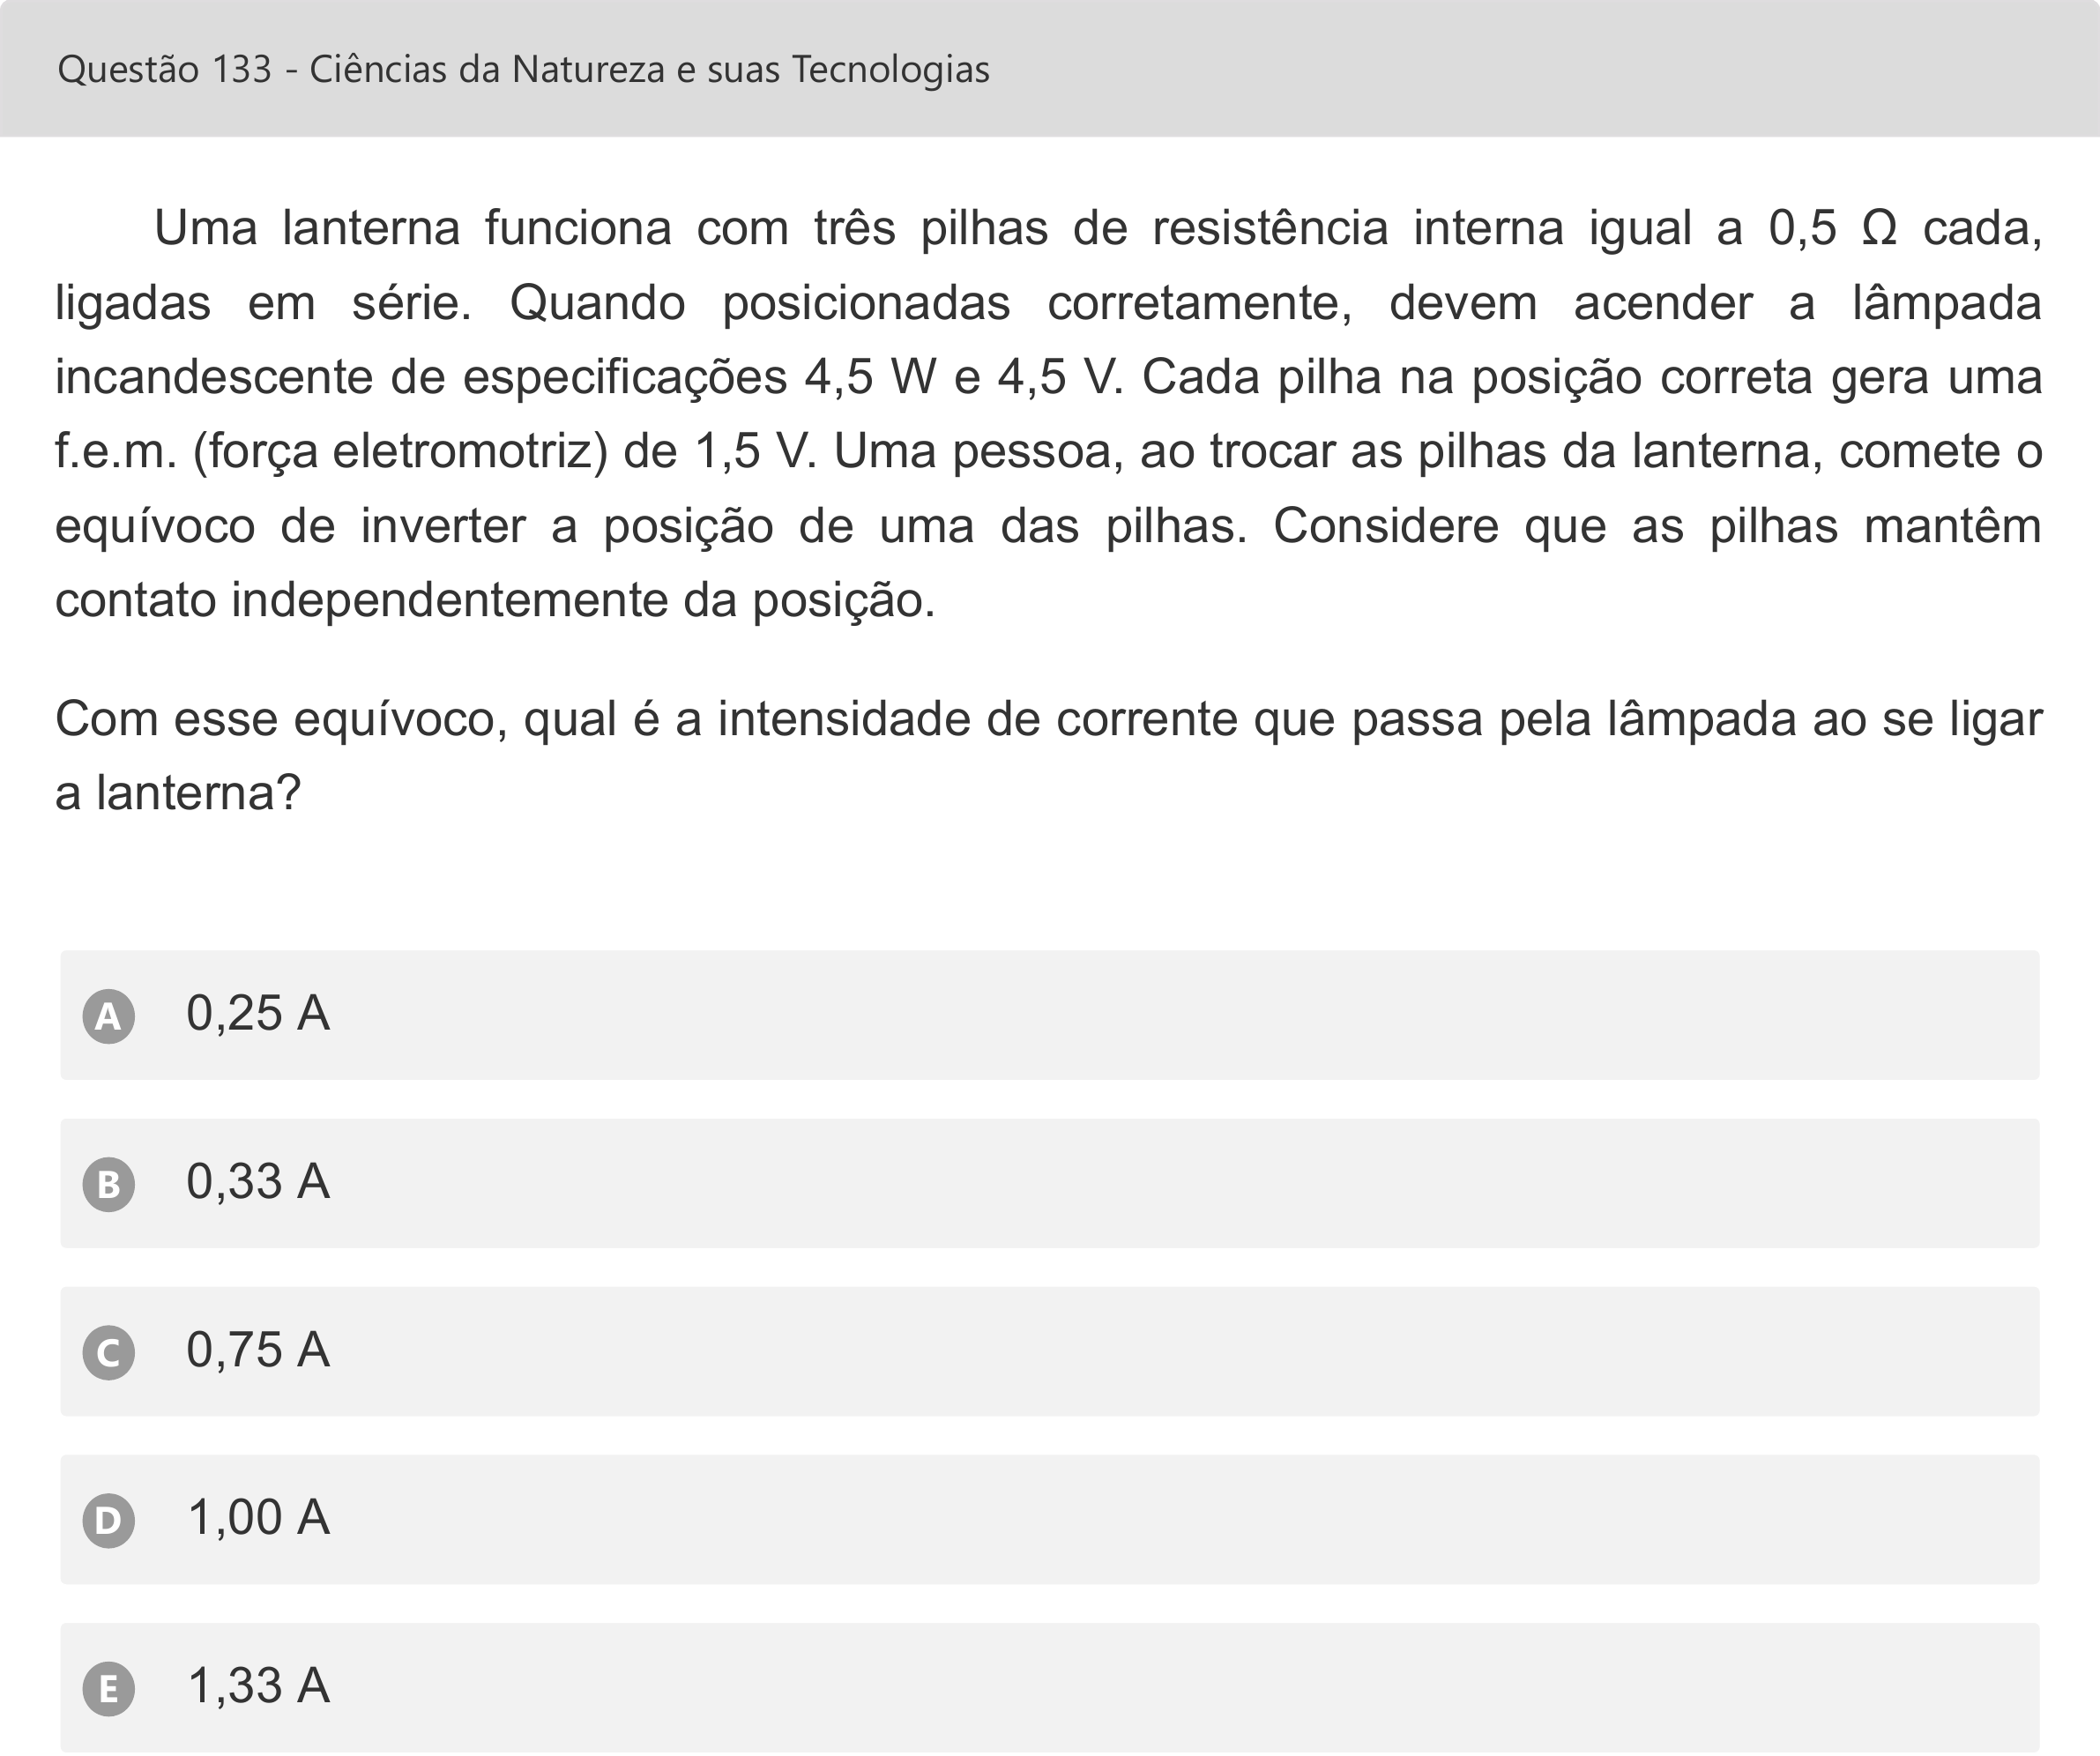 Questão 133 - Ciências da Natureza e suas Tecnologias
Uma lanterna funciona com três pilhas de resistência interna igual a 0,5 Ω cada,
ligadas em série. Quando posicionadas corretamente, devem acender a lâmpada
incandescente de especificações 4,5 W e 4,5 V. Cada pilha na posição correta gera uma
f.e.m. (força eletromotriz) de 1,5 V. Uma pessoa, ao trocar as pilhas da lanterna, comete o
equívoco de inverter a posição de uma das pilhas. Considere que as pilhas mantêm
contato independentemente da posição.
Com esse equívoco, qual é a intensidade de corrente que passa pela lâmpada ao se ligar
a lanterna?
A 0,25 A
B 0,33 A
C 0,75 A
D 1,00 A
E 1,33 A